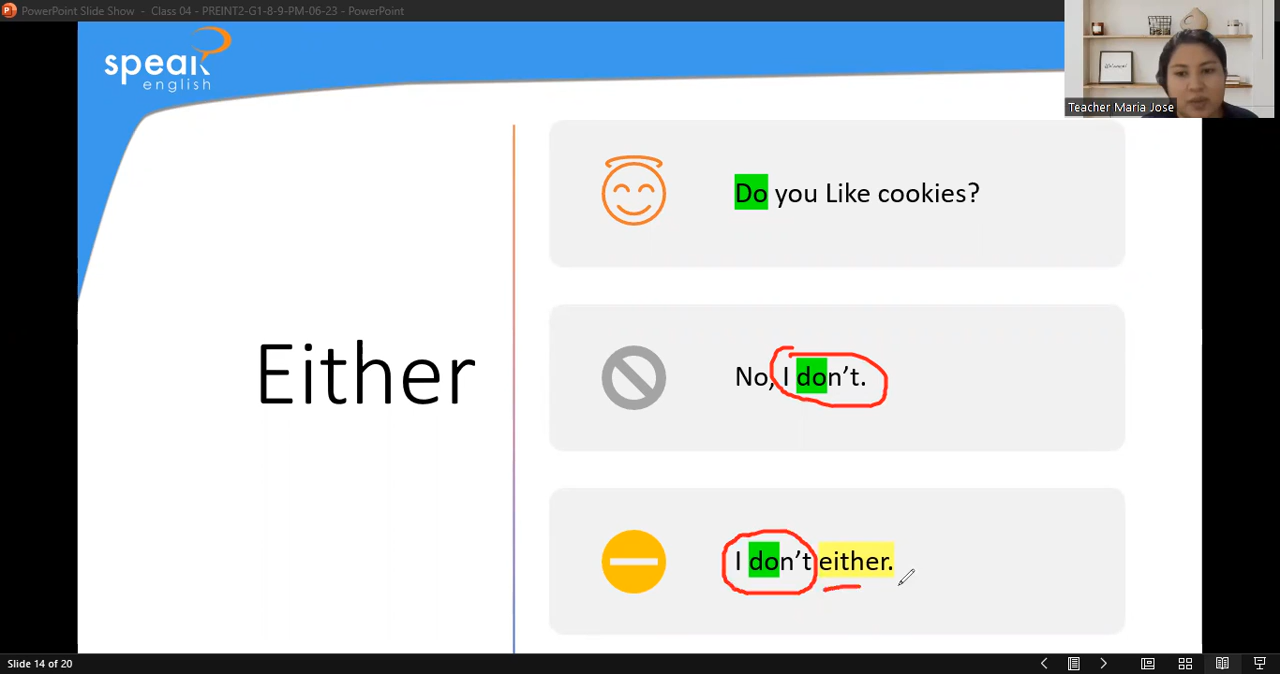 PowerPoint Slide Show - Class 04 - PREINT2-G1-8-9-PM-06-23 - PowerPoint
speak
english
Teacher Maria Jose
Do you Like cookies?
Either
No, I don't.
I don't either.
Slide 14 of 20